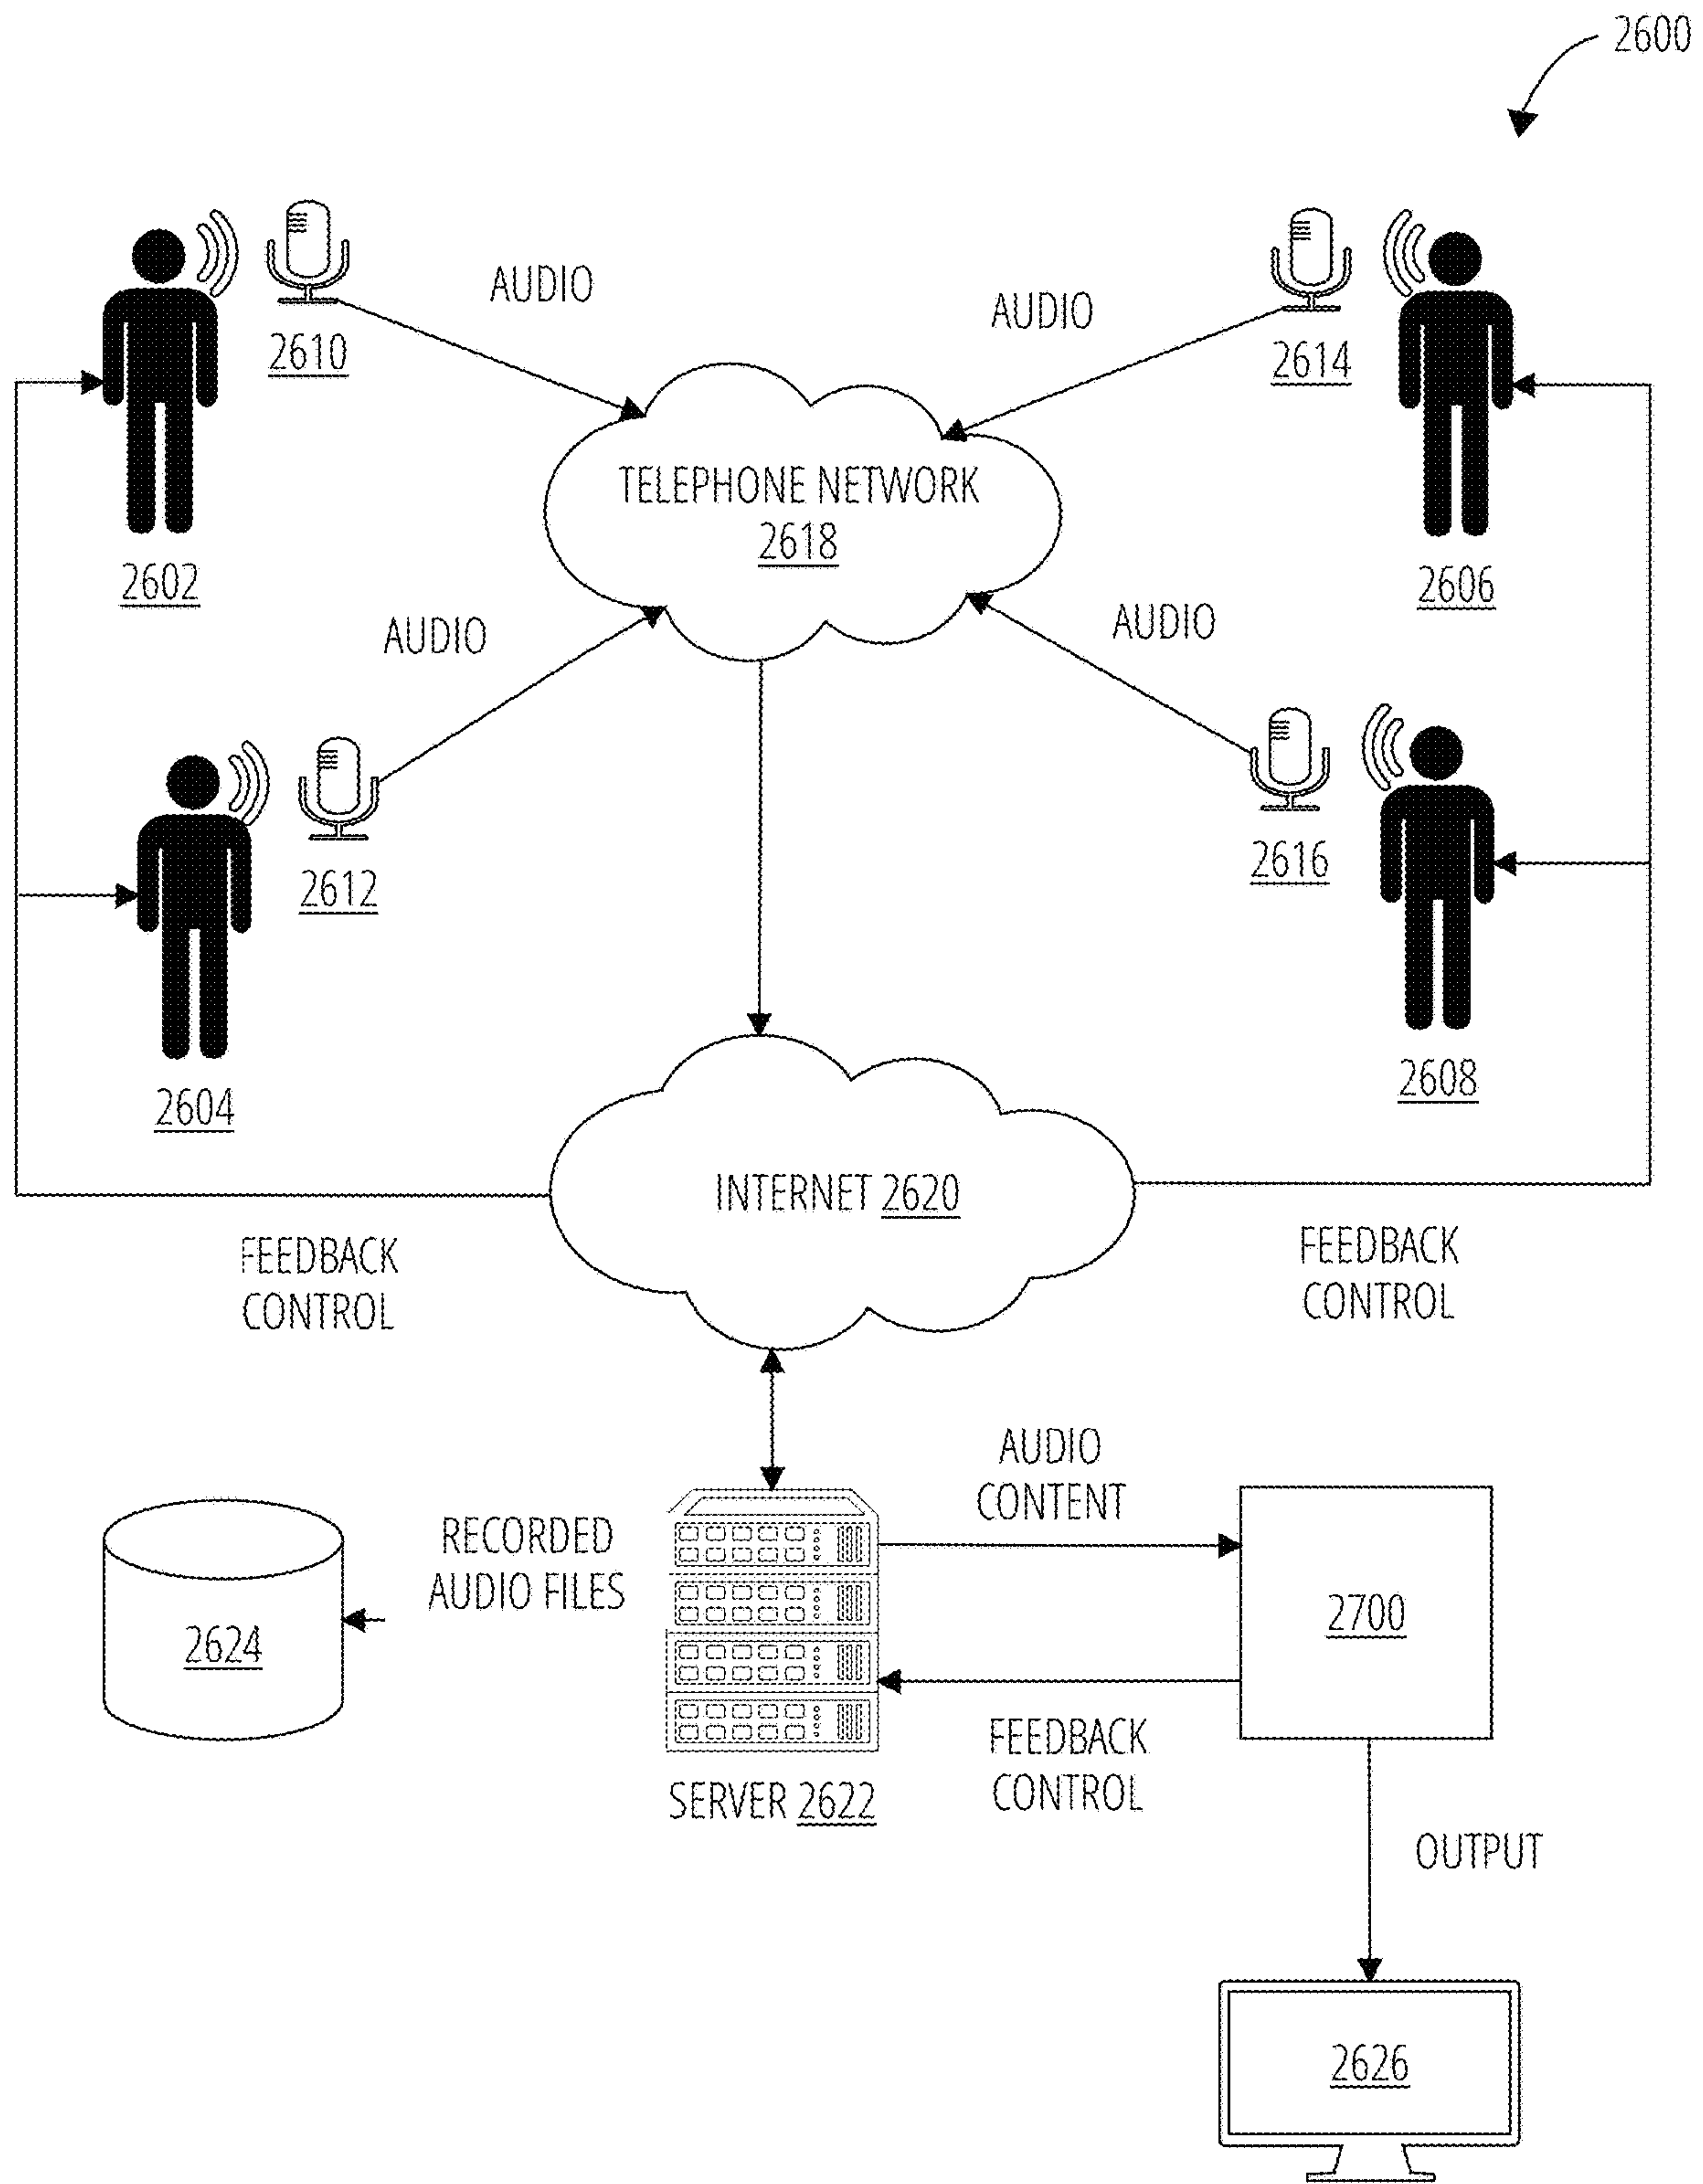 2600
AUDIO
AUDIO
2610
2614
TELEPHONE NETWORK
2618
2602
2606
AUDIO
AUDIO
2612
2616
2604
2608
INTERNET 2620
FEEDBACK
CONTROL
FEEDBACK
CONTROL
AUDIO
CONTENT
RECORDED
AUDIO FILES
2624
2700
FEEDBACK
CONTROL
SERVER 2622
OUTPUT
2626